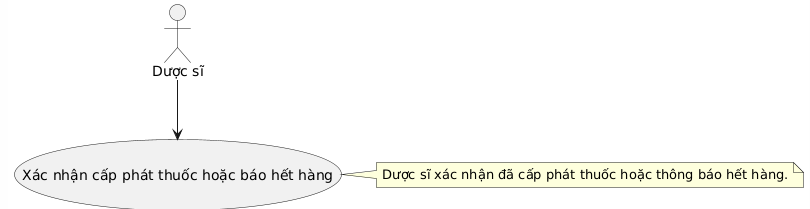 Dược sĩ
Xác nhận cấp phát thuốc hoặc báo hết hàng
Dược sĩ xác nhận đã cấp phát thuốc hoặc thông báo hết hàng.